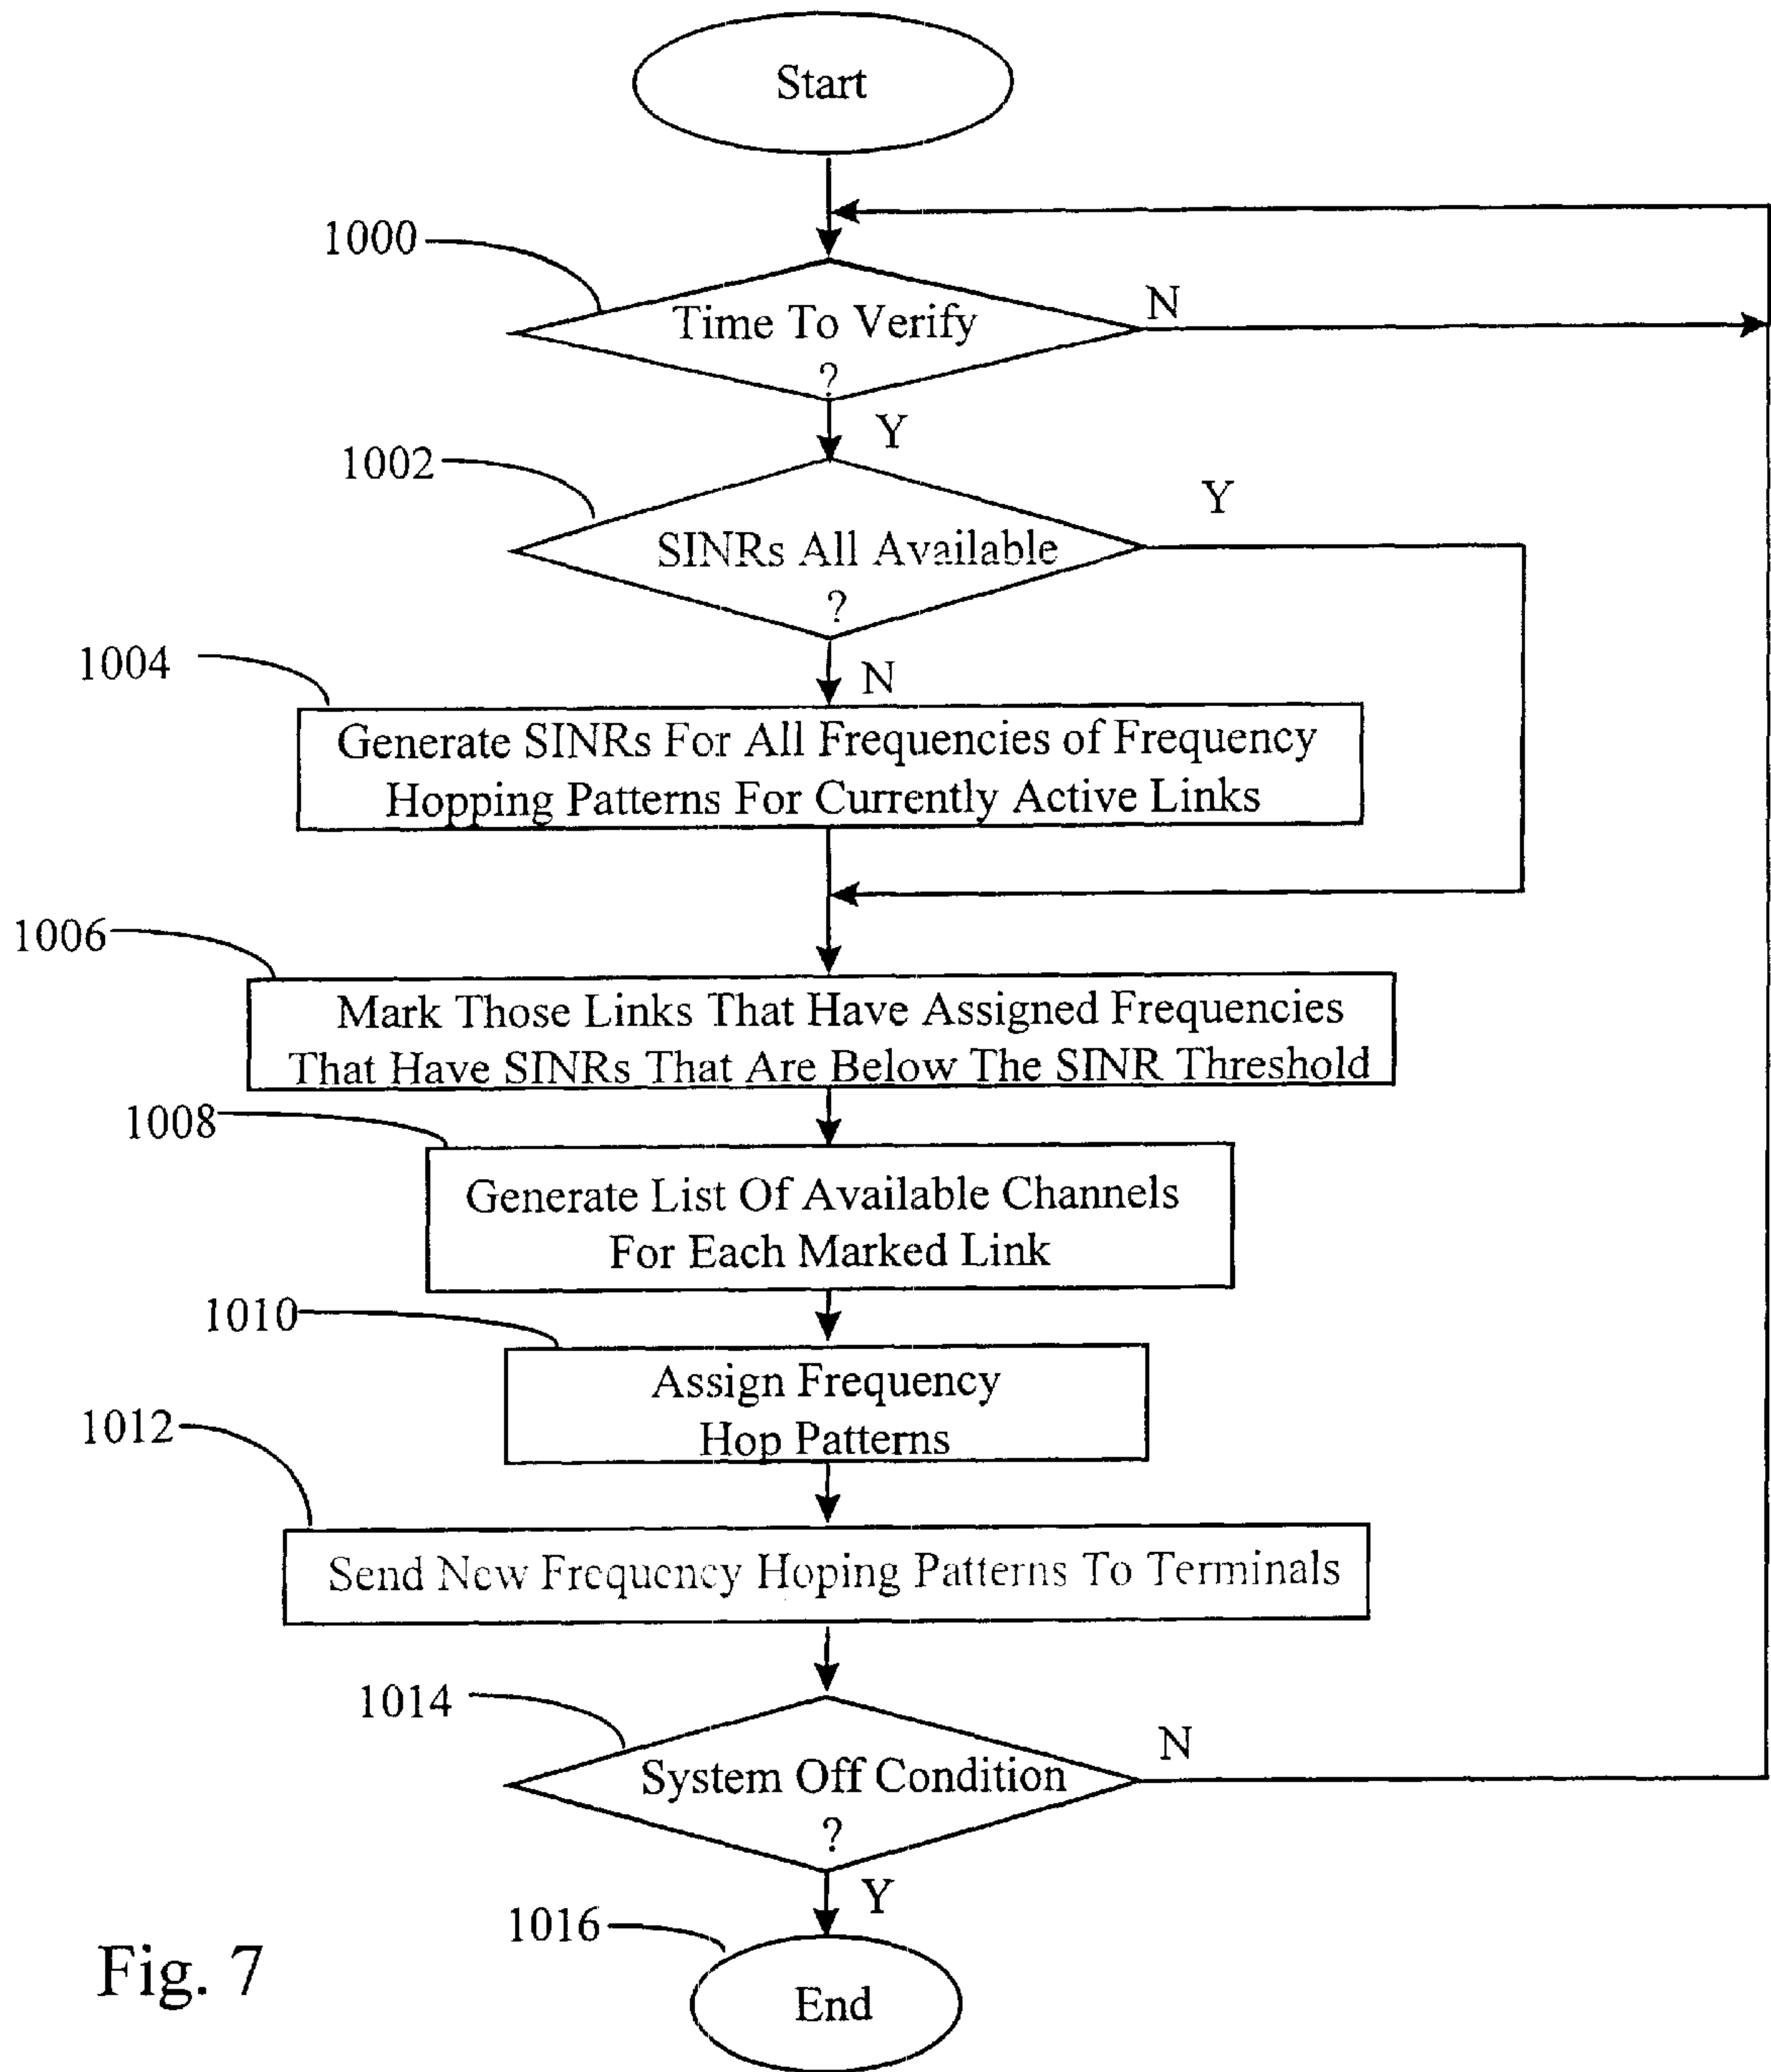 Start
1000
Time To Verify
?
N
Y
1002
SINRs All Available
?
Y
N
1004
Generate SINRs For All Frequencies of Frequency
Hopping Patterns For Currently Active Links
1006
Mark Those Links That Have Assigned Frequencies
That Have SINRs That Are Below The SINR Threshold
1008
Generate List Of Available Channels
For Each Marked Link
1010
Assign Frequency
Hop Patterns
1012
Send New Frequency Hoping Patterns To Terminals
1014
System Off Condition
?
N
Y
1016
End
Fig. 7